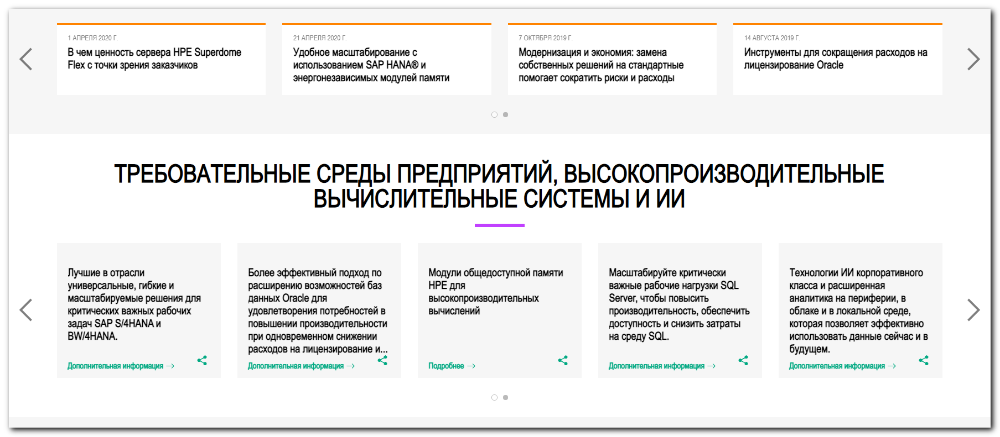 1 АПРЕЛЯ 2020 Г.
В чем ценность сервера HPE Superdome
Flex с точки зрения заказчиков
21 АПРЕЛЯ 2020 Г.
Удобное масштабирование с
использованием SAP HANA® и
энергонезависимых модулей памяти
7 ОКТЯБРЯ 2019 Г.
Модернизация и экономия: замена
собственных решений на стандартные
помогает сократить риски и расходы
14 АВГУСТА 2019 Г.
Инструменты для сокращения расходов на
лицензирование Oracle
ТРЕБОВАТЕЛЬНЫЕ СРЕДЫ ПРЕДПРИЯТИЙ, ВЫСОКОПРОИЗВОДИТЕЛЬНЫЕ
ВЫЧИСЛИТЕЛЬНЫЕ СИСТЕМЫ И ИИ
Лучшие в отрасли
универсальные, гибкие и
масштабируемые решения для
критических важных рабочих
задач SAP S/4HANA и
BW/4HANA.
Дополнительная информация
Более эффективный подход по
расширению возможностей баз
данных Oracle для
удовлетворения потребностей в
повышении производительности
при одновременном снижении
расходов на лицензирование и...
Дополнительная информация
Модули общедоступной памяти
HPE для
высокопроизводительных
вычислений
Подробнее
Масштабируйте критически
важные рабочие нагрузки SQL
Server, чтобы повысить
производительность, обеспечить
доступность и снизить затраты
на среду SQL.
Дополнительная информация
Технологии ИИ корпоративного
класса и расширенная
аналитика на периферии, в
облаке и в локальной среде,
которая позволяет эффективно
использовать данные сейчас и в
будущем.
Дополнительная информация